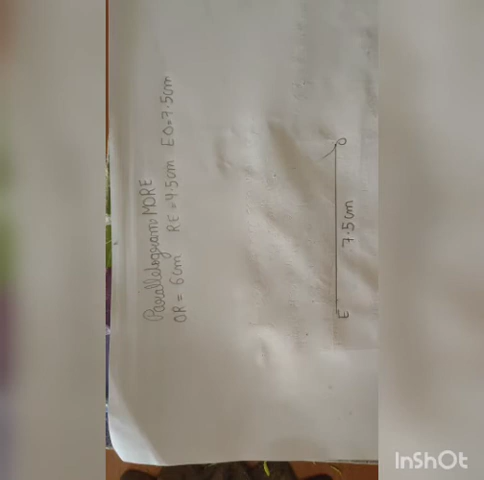 Parallelogram MORE
OR = 6cm RE = 4.5cm EO = 7.5cm
O
7.5cm
E
InShOt